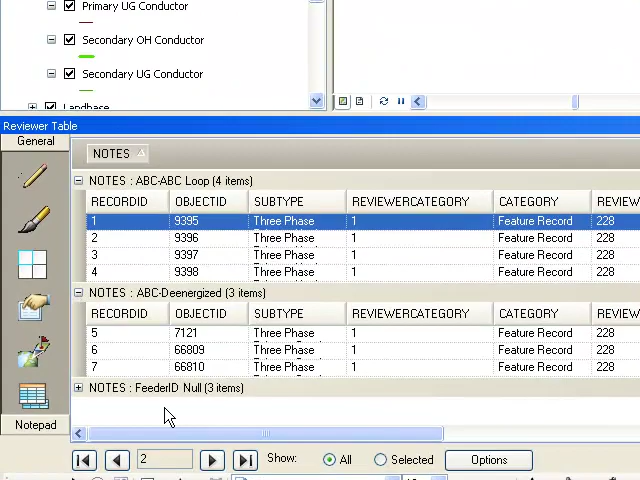 Primary UG Conductor
Secondary OH Conductor
Secondary UG Conductor
Landbase
Reviewer Table
General
NOTES
NOTES : ABC-ABC Loop (4 items)
RECORDID OBJECTID SUBTYPE REVIEWERCATEGORY CATEGORY REVIEW
1 9395 Three Phase 1 Feature Record 228
2 9396 Three Phase 1 Feature Record 228
3 9397 Three Phase 1 Feature Record 228
4 9398 Three Phase 1 Feature Record 228
NOTES : ABC-Deenergized (3 items)
RECORDID OBJECTID SUBTYPE REVIEWERCATEGORY CATEGORY REVIEW
5 7121 Three Phase 1 Feature Record 228
6 66809 Three Phase 1 Feature Record 228
7 66810 Three Phase 1 Feature Record 228
NOTES : FeederID Null (3 items)
Notepad
2 Show: All Selected Options